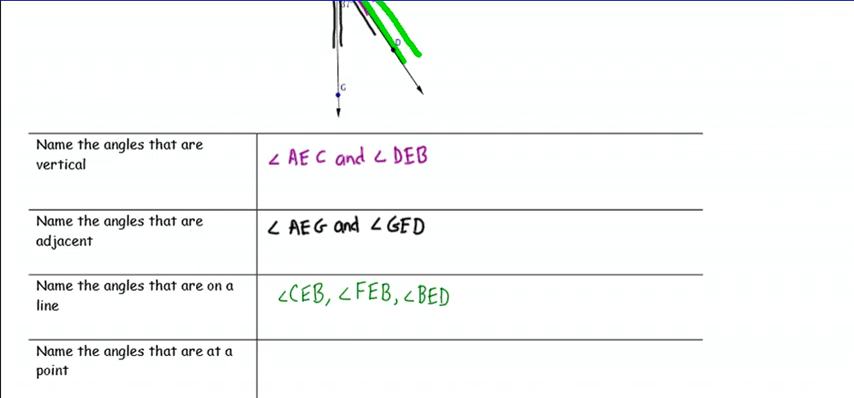 D
G
Name the angles that are
vertical
∠ AEC and ∠ DEB
Name the angles that are
adjacent
∠ AEG and ∠ GED
Name the angles that are on a
line
∠CEB, ∠FEB, ∠BED
Name the angles that are at a
point